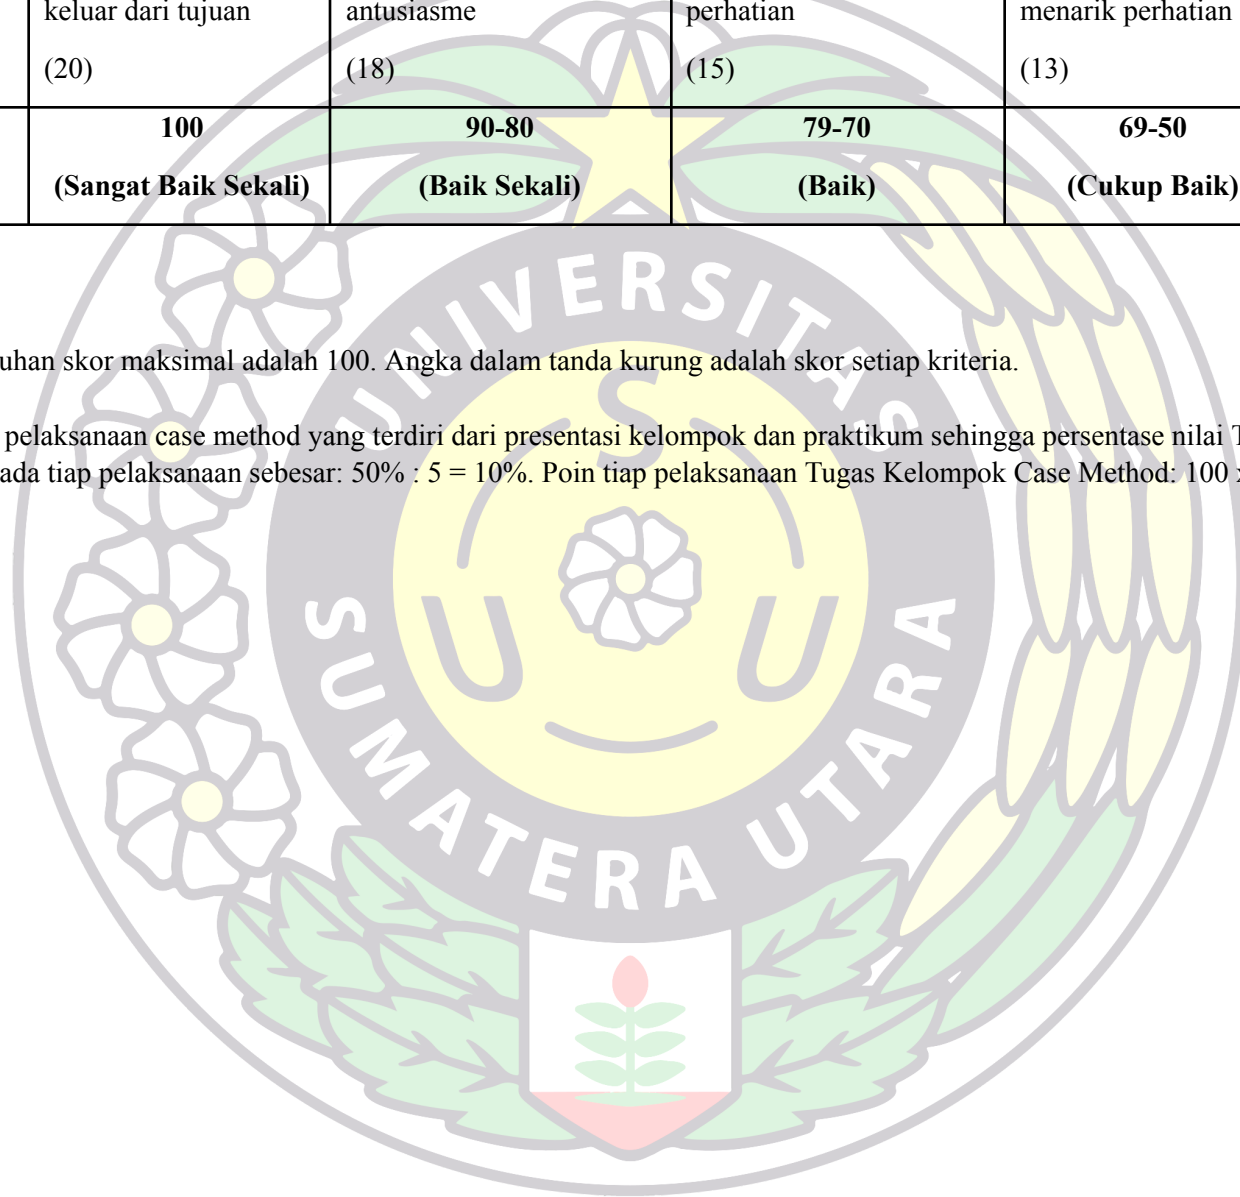 keluar dari tujuan antusiasme perhatian menarik perhatian
(20) (18) (15) (13)
100 90-80 79-70 69-50
(Sangat Baik Sekali) (Baik Sekali) (Baik) (Cukup Baik)
uhan skor maksimal adalah 100. Angka dalam tanda kurung adalah skor setiap kriteria.
pelaksanaan case method yang terdiri dari presentasi kelompok dan praktikum sehingga persentase nilai T
ada tiap pelaksanaan sebesar: 50% : 5 = 10%. Poin tiap pelaksanaan Tugas Kelompok Case Method: 100 x
UNIVERSITAS
S
U U
SUMATERA UTARA